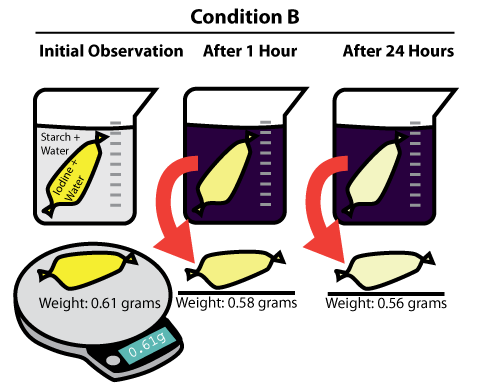 Condition B
Initial Observation
After 1 Hour
After 24 Hours
Starch +
Water
Iodine +
Water
Weight: 0.61 grams
Weight: 0.58 grams
Weight: 0.56 grams
0.61g